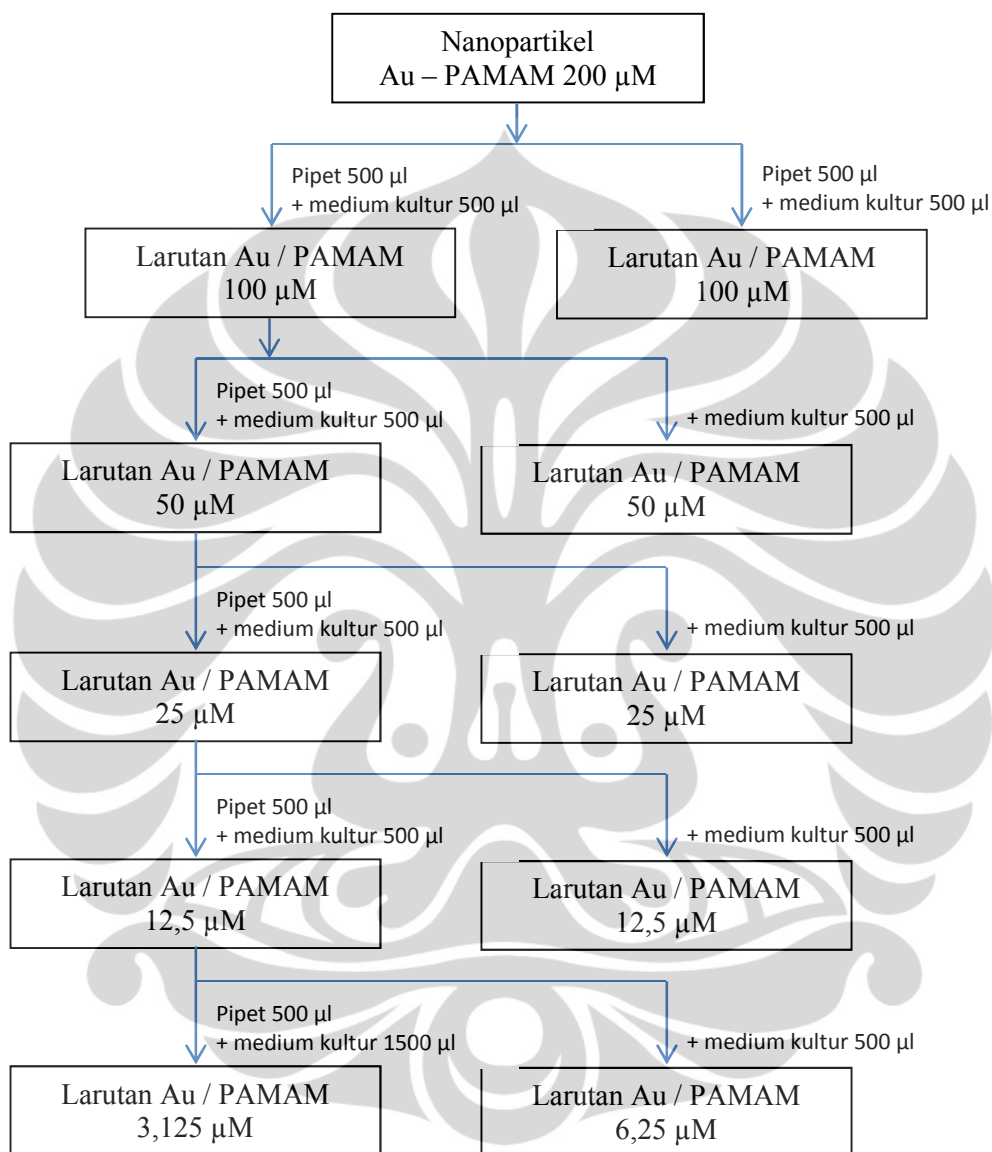 Nanopartikel
Au – PAMAM 200 µM
Pipet 500 µl
+ medium kultur 500 µl
Pipet 500 µl
+ medium kultur 500 µl
Larutan Au / PAMAM
100 µM
Larutan Au / PAMAM
100 µM
Pipet 500 µl
+ medium kultur 500 µl
+ medium kultur 500 µl
Larutan Au / PAMAM
50 µM
Larutan Au / PAMAM
50 µM
Pipet 500 µl
+ medium kultur 500 µl
+ medium kultur 500 µl
Larutan Au / PAMAM
25 µM
Larutan Au / PAMAM
25 µM
Pipet 500 µl
+ medium kultur 500 µl
+ medium kultur 500 µl
Larutan Au / PAMAM
12,5 µM
Larutan Au / PAMAM
12,5 µM
Pipet 500 µl
+ medium kultur 1500 µl
+ medium kultur 500 µl
Larutan Au / PAMAM
3,125 µM
Larutan Au / PAMAM
6,25 µM